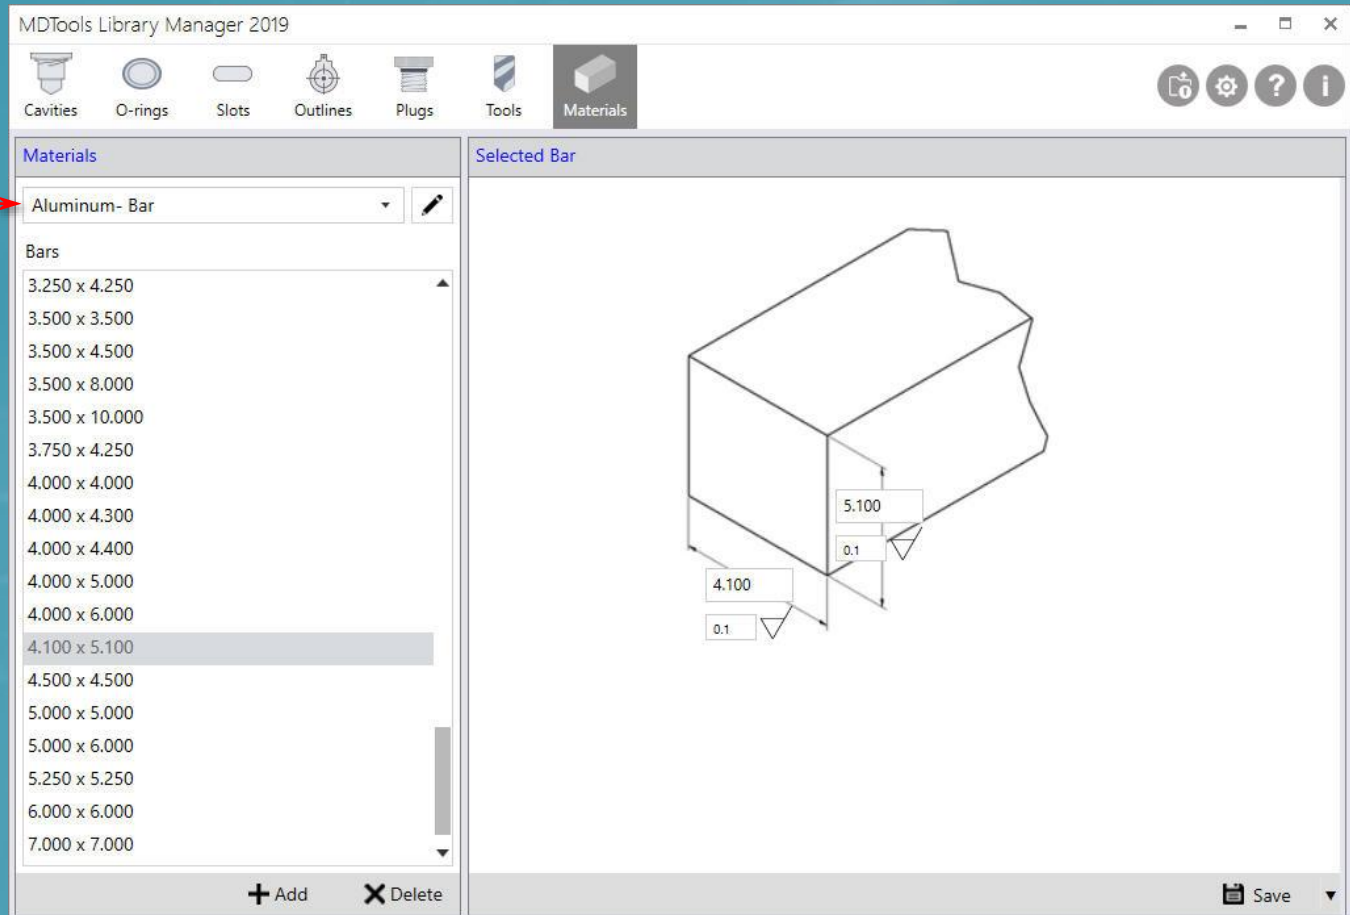 MDTools Library Manager 2019
Cavities O-rings Slots Outlines Plugs Tools Materials
Materials
Selected Bar
Aluminum- Bar
Bars
3.250 x 4.250
3.500 x 3.500
3.500 x 4.500
3.500 x 8.000
3.500 x 10.000
3.750 x 4.250
4.000 x 4.000
4.000 x 4.300
4.000 x 4.400
4.000 x 5.000
4.000 x 6.000
4.100 x 5.100
4.500 x 4.500
5.000 x 5.000
5.000 x 6.000
5.250 x 5.250
6.000 x 6.000
7.000 x 7.000
Add Delete
5.100
0.1
4.100
0.1
Save